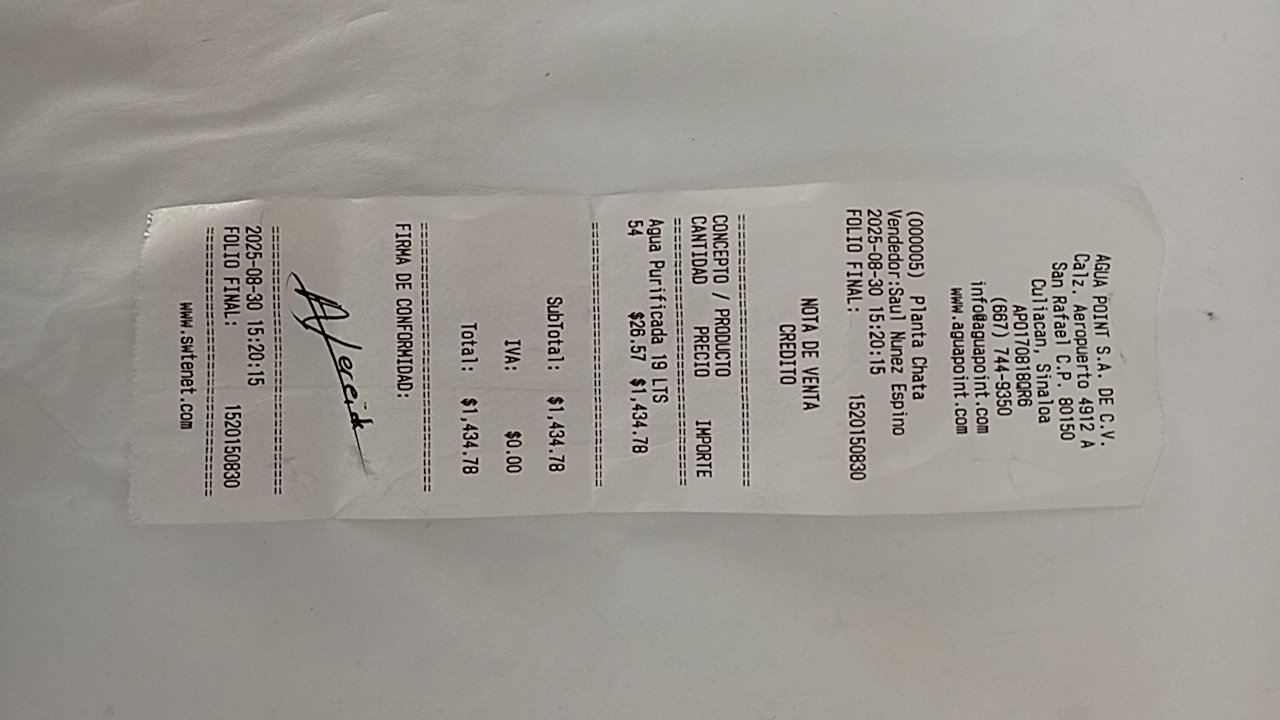 AGUA POINT S.A. DE C.V.
Calz. Aeropuerto 4912 A
San Rafael C.P. 80150
Culiacan, Sinaloa
APO170818QR6
(667) 744-9350
info@aguapoint.com
www.aguapoint.com
(000005) Planta Chata
Vendedor:Saul Nunez Espino
2025-08-30 15:20:15
FOLIO FINAL: 1520150830
NOTA DE VENTA
CREDITO
===========================
CONCEPTO / PRODUCTO
CANTIDAD PRECIO IMPORTE
===========================
Agua Purificada 19 LTS
54 $26.57 $1,434.78
===========================
SubTotal: $1,434.78
IVA: $0.00
Total: $1,434.78
===========================
FIRMA DE CONFORMIDAD:
===========================
2025-08-30 15:20:15
FOLIO FINAL: 1520150830
===========================
www.swtenet.com